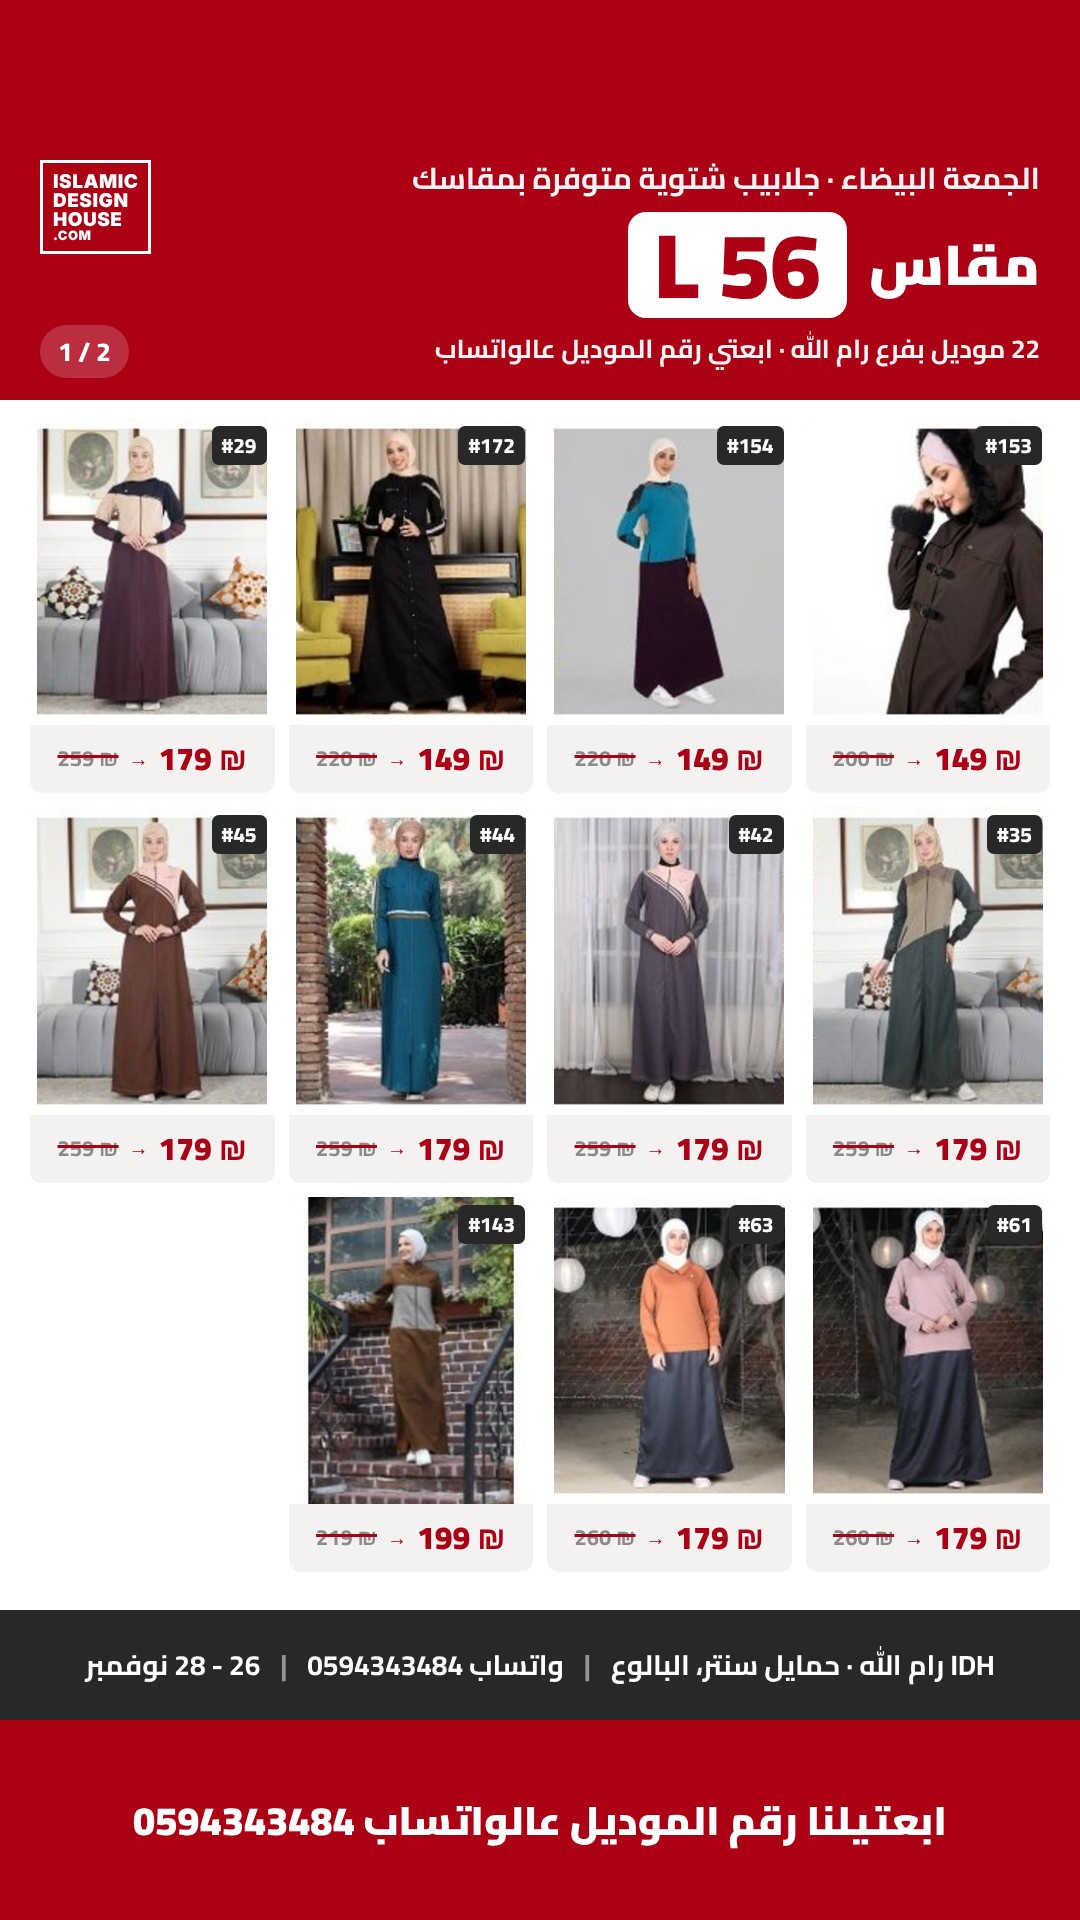 ISLAMIC
DESIGN
HOUSE
.COM
الجمعة البيضاء · جلابيب شتوية متوفرة بمقاسك
مقاس L 56
22 موديل بفرع رام الله · ابعتي رقم الموديل عالواتساب
1 / 2
#153
#154
#172
#29
200 ₪ → 149 ₪
220 ₪ → 149 ₪
220 ₪ → 149 ₪
259 ₪ → 179 ₪
#35
#42
#44
#45
259 ₪ → 179 ₪
259 ₪ → 179 ₪
259 ₪ → 179 ₪
259 ₪ → 179 ₪
#61
#63
#143
260 ₪ → 179 ₪
260 ₪ → 179 ₪
219 ₪ → 199 ₪
IDH رام الله · حمايل سنتر، البالوع | واتساب 0594343484 | 26 - 28 نوفمبر
ابعتيلنا رقم الموديل عالواتساب 0594343484